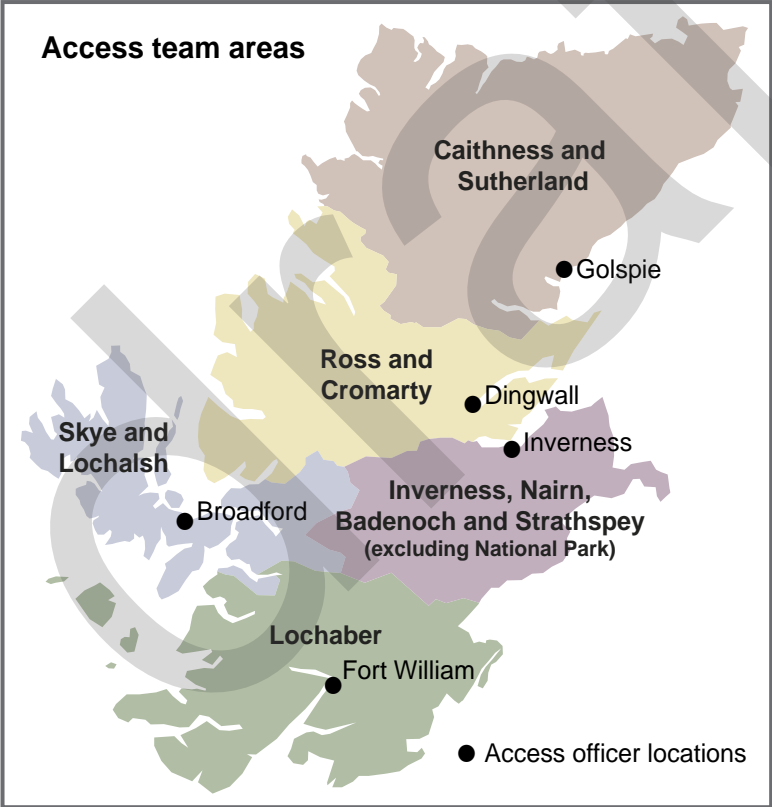 Access team areas
Caithness and
Sutherland
Golspie
Ross and
Cromarty
Dingwall
Inverness
Skye and
Lochalsh
Broadford
Inverness, Nairn,
Badenoch and Strathspey
(excluding National Park)
Lochaber
Fort William
Access officer locations